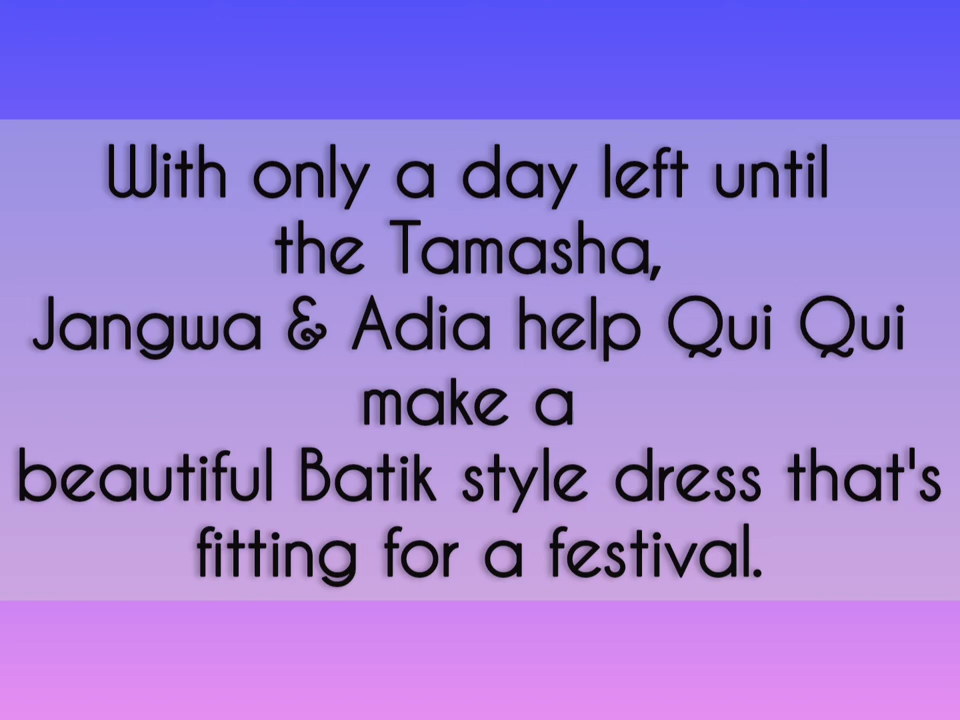 With only a day left until
the Tamasha,
Jangwa & Adia help Qui Qui
make a
beautiful Batik style dress that's
fitting for a festival.